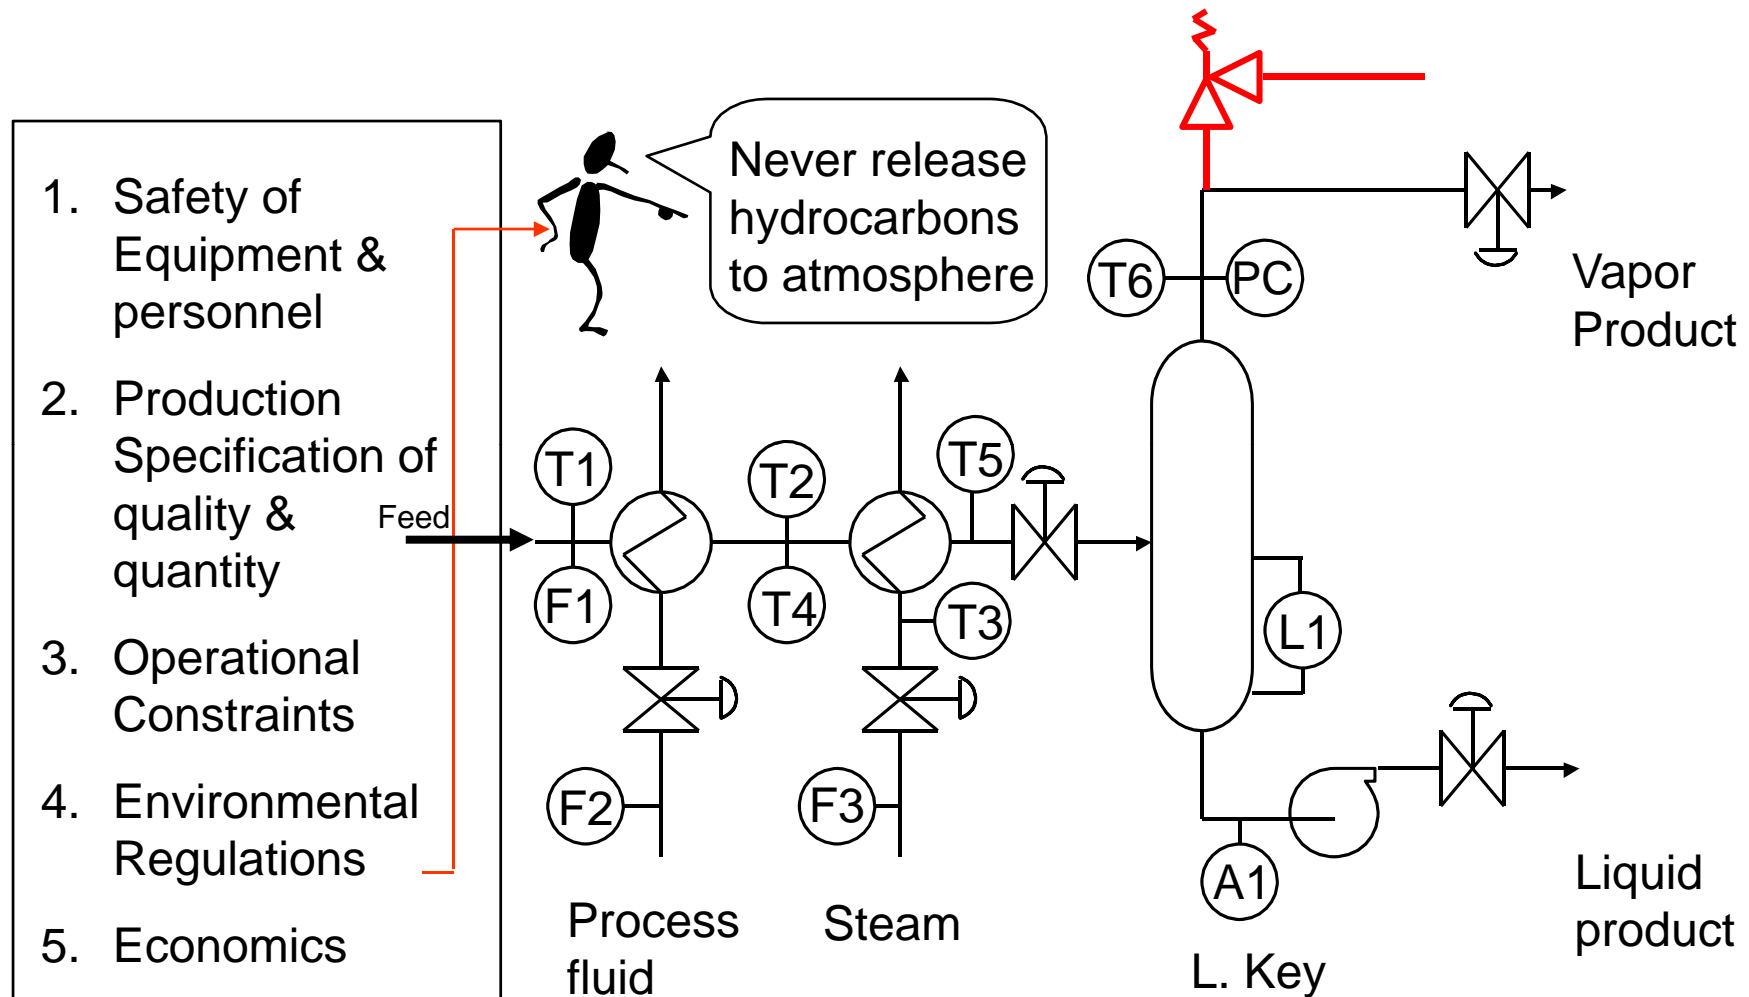 1. Safety of
Equipment &
personnel
2. Production
Specification of
quality &
quantity
3. Operational
Constraints
4. Environmental
Regulations
5. Economics
Never release
hydrocarbons
to atmosphere
Feed
T1
F1
T2
T4
T5
T3
F2
F3
Process
fluid
Steam
T6
PC
L1
A1
L. Key
Vapor
Product
Liquid
product